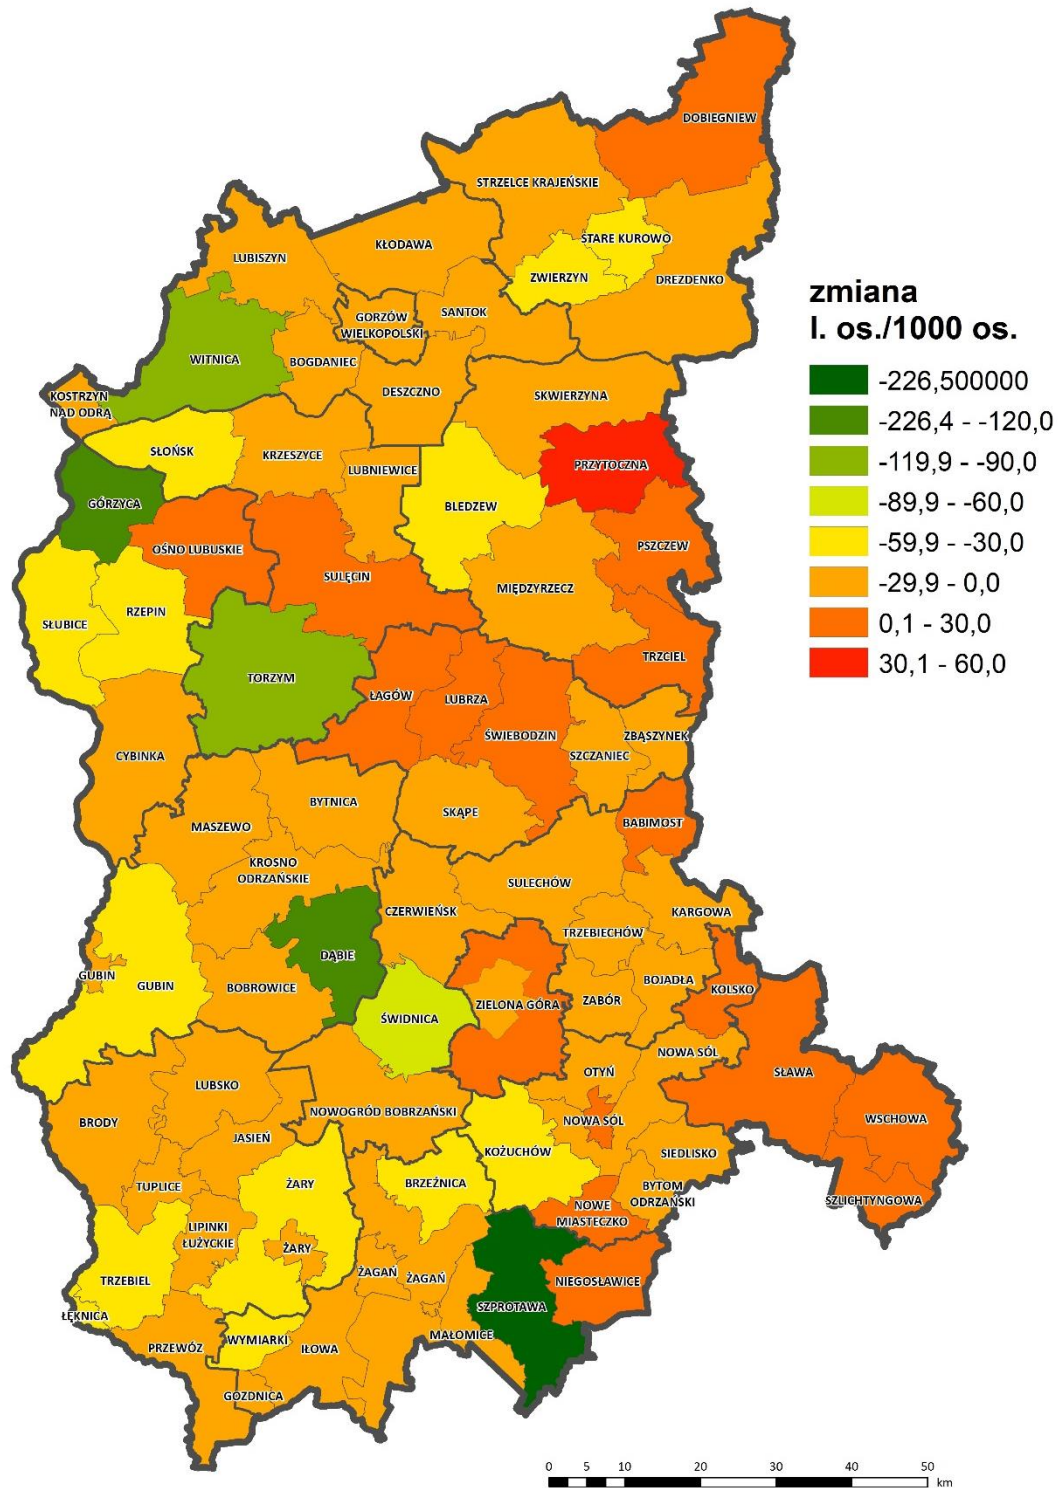 DOBIEGNIEW
STRZELCE KRAJEŃSKIE
STARE KUROWO
KŁODAWA
LUBISZYN
ZWIERZYN
DREZDENKO
zmiana
l. os./1000 os.
-226,500000
-226,4 - -120,0
-119,9 - -90,0
-89,9 - -60,0
-59,9 - -30,0
-29,9 - 0,0
0,1 - 30,0
30,1 - 60,0
SANTOK
GORZÓW
WIELKOPOLSKI
WITNICA
BOGDANIEC
DESZCZNO
SKWIERZYNA
KOSTRZYN
NAD ODRĄ
SŁOŃSK
KRZESZYCE
LUBNIEWICE
PRZYTOCZNA
GÓRZYCA
BLEDZEW
OŚNO LUBUSKIE
PSZCZEW
SULĘCIN
MIĘDZYRZECZ
RZEPIN
SŁUBICE
TRZCIEL
TORZYM
ŁAGÓW
LUBRZA
ŚWIEBODZIN
ZBĄSZYNEK
SZCZANIEC
CYBINKA
BYTNICA
SKĄPE
BABIMOST
MASZEWO
KROSNO
ODRZAŃSKIE
SULECHÓW
CZERWIEŃSK
KARGOWA
TRZEBIECHÓW
DĄBIE
GUBIN
GUBIN
BOBROWICE
BOJADŁA
KOLSKO
ZABÓR
ZIELONA GÓRA
ŚWIDNICA
NOWA SÓL
OTYŃ
SŁAWA
LUBSKO
BRODY
NOWOGRÓD BOBRZAŃSKI
NOWA SÓL
WSCHOWA
JASIEŃ
KOŻUCHÓW
SIEDLISKO
TUPLICE
ŻARY
BRZEŹNICA
BYTOM
ODRZAŃSKI
SZLICHTYNGOWA
NOWE
MIASTECZKO
LIPINKI
ŁUŻYCKIE
ŻARY
ŻAGAŃ
ŻAGAŃ
TRZEBIEL
NIEGOSŁAWICE
SZPROTAWA
ŁĘKNICA
MAŁOMICE
WYMIARKI
PRZEWÓZ
IŁOWA
GOZDNICA
0 5 10 20 30 40 50
km